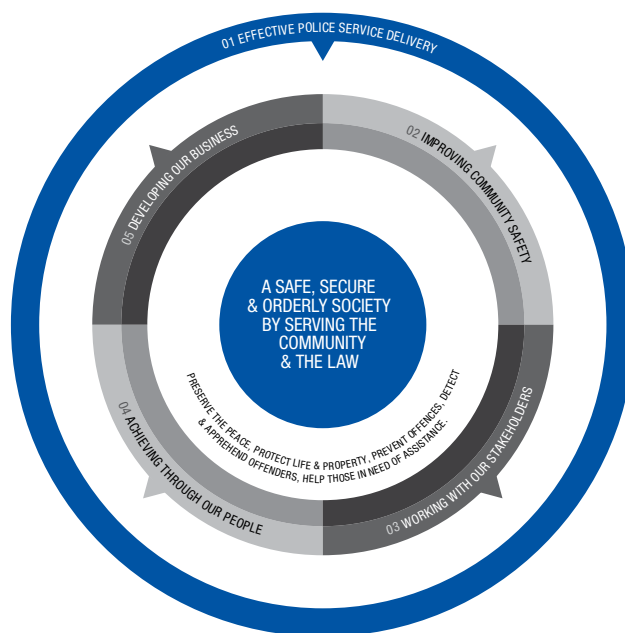 01 EFFECTIVE POLICE SERVICE DELIVERY
02 IMPROVING COMMUNITY SAFETY
03 WORKING WITH OUR STAKEHOLDERS
04 ACHIEVING THROUGH OUR PEOPLE
05 DEVELOPING OUR BUSINESS
A SAFE, SECURE
& ORDERLY SOCIETY
BY SERVING THE
COMMUNITY
& THE LAW
PRESERVE THE PEACE, PROTECT LIFE & PROPERTY, PREVENT OFFENCES, DETECT
& APPREHEND OFFENDERS, HELP THOSE IN NEED OF ASSISTANCE.